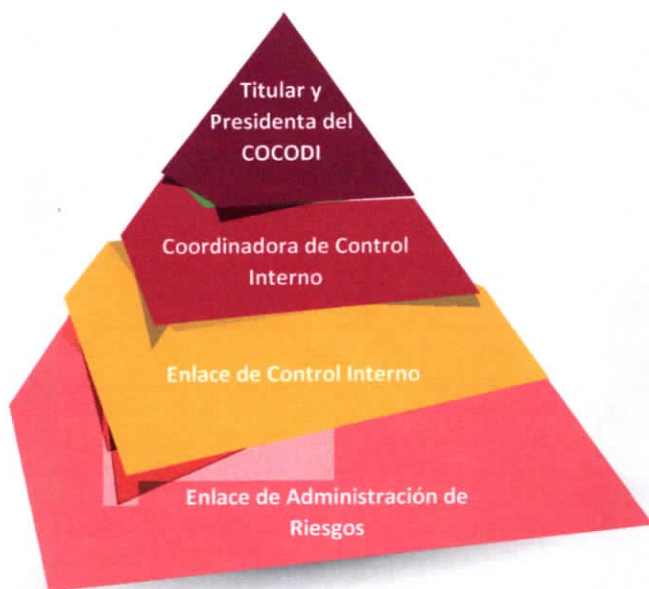 Titular y
Presidenta del
COCODI
Coordinadora de Control
Interno
Enlace de Control Interno
Enlace de Administración de
Riesgos